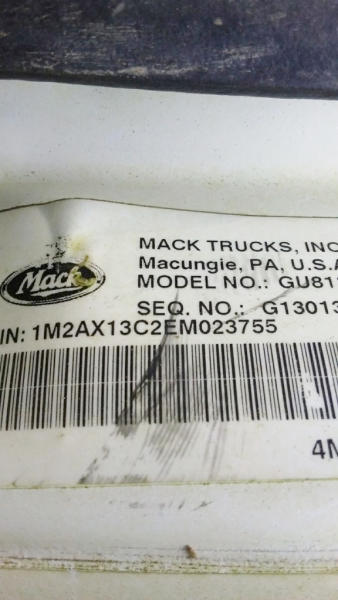 Mack
MACK TRUCKS, INC
Macungie, PA, U.S.A
MODEL NO.: GU81
SEQ. NO.: G13013
IN: 1M2AX13C2EM023755
4M